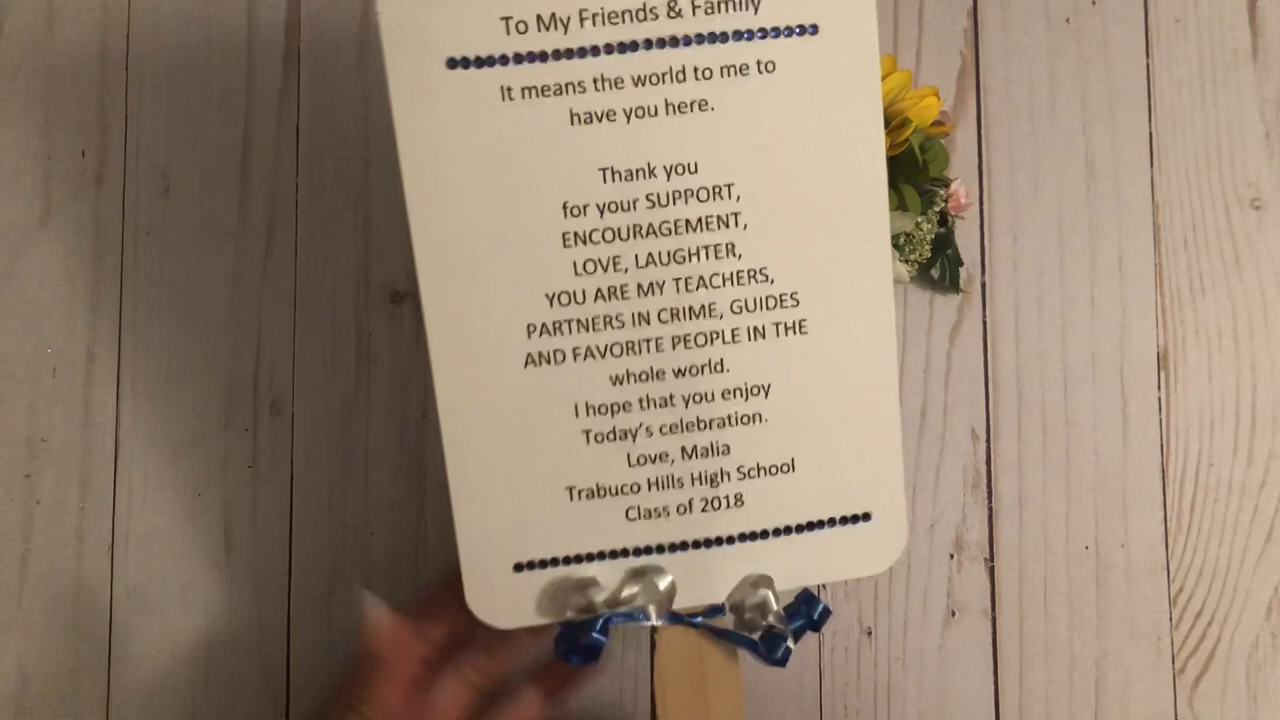 To My Friends & Family
It means the world to me to
have you here.
Thank you
for your SUPPORT,
ENCOURAGEMENT,
LOVE, LAUGHTER,
YOU ARE MY TEACHERS,
PARTNERS IN CRIME, GUIDES
AND FAVORITE PEOPLE IN THE
whole world.
I hope that you enjoy
Today's celebration.
Love, Malia
Trabuco Hills High School
Class of 2018